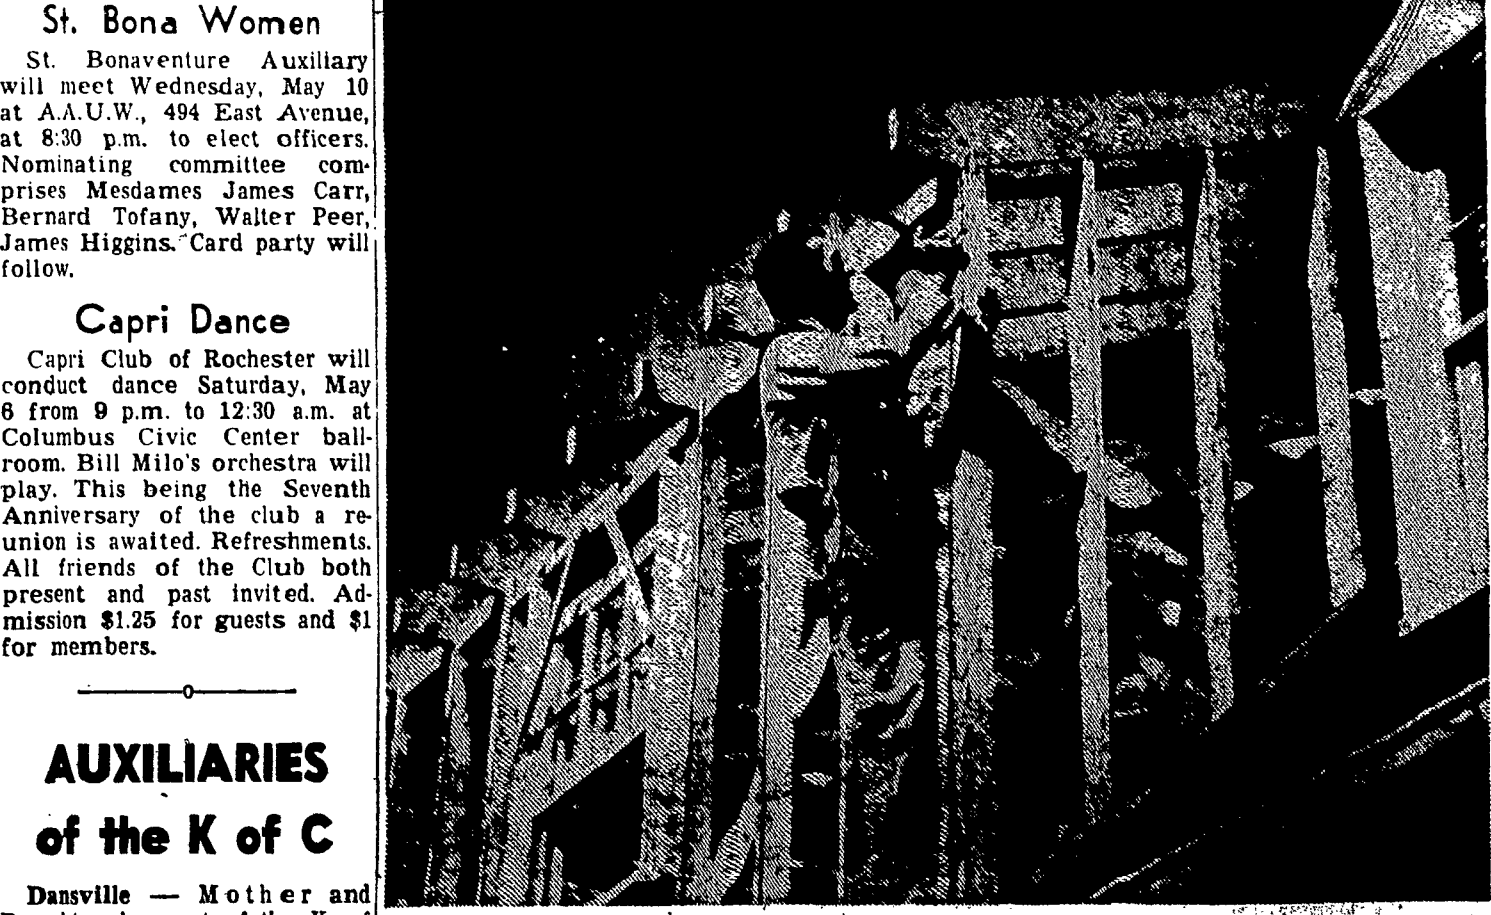 St. Bona Women
St. Bonaventure Auxiliary
will meet Wednesday, May 10
at A.A.U.W., 494 East Avenue,
at 8:30 p.m. to elect officers.
Nominating committee com-
prises Mesdames James Carr,
Bernard Tofany, Walter Peer,
James Higgins. Card party will
follow.
Capri Dance
Capri Club of Rochester will
conduct dance Saturday, May
6 from 9 p.m. to 12:30 a.m. at
Columbus Civic Center ball-
room. Bill Milo's orchestra will
play. This being the Seventh
Anniversary of the club a re-
union is awaited. Refreshments.
All friends of the Club both
present and past invited. Ad-
mission $1.25 for guests and $1
for members.
AUXILIARIES
of the K of C
Dansville — Mother and